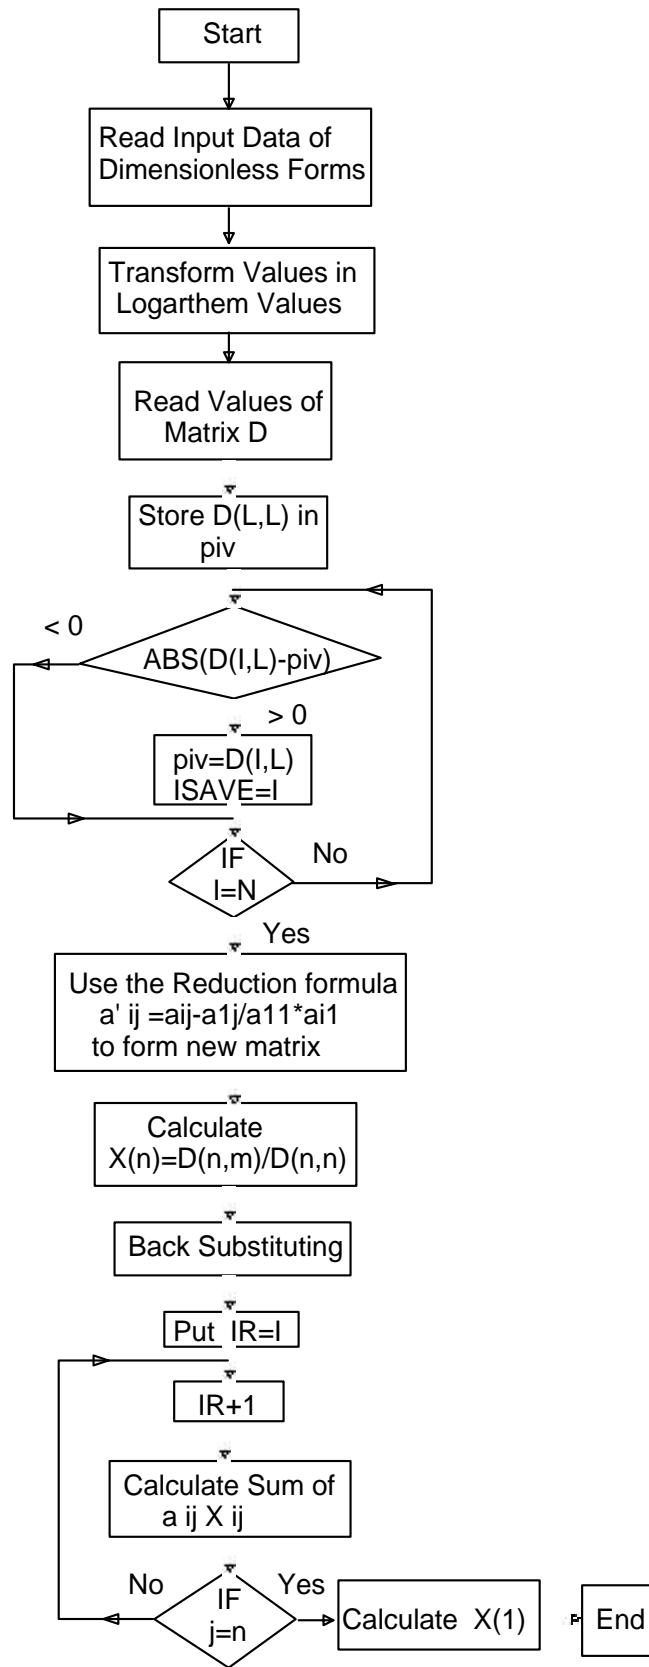 Start
Read Input Data of
Dimensionless Forms
Transform Values in
Logarthem Values
Read Values of
Matrix D
Store D(L,L) in
piv
< 0
ABS(D(I,L)-piv)
> 0
piv=D(I,L)
ISAVE=I
IF
I=N
No
Yes
Use the Reduction formula
a' ij =aij-a1j/a11*ai1
to form new matrix
Calculate
X(n)=D(n,m)/D(n,n)
Back Substituting
Put IR=I
IR+1
Calculate Sum of
a ij X ij
No
IF
j=n
Yes
Calculate X(1)
End